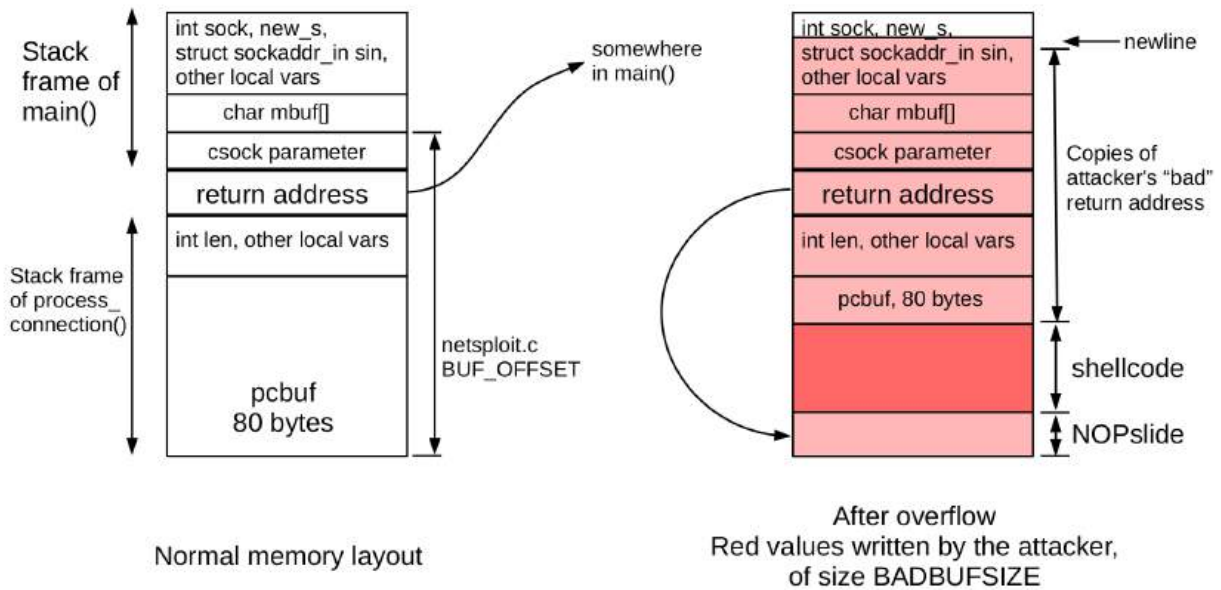 Stack
frame of
main()
int sock, new_s,
struct sockaddr_in sin,
other local vars
char mbuf[]
csock parameter
return address
int len, other local vars
pcbuf
80 bytes
Stack frame
of process_
connection()
netsploit.c
BUF_OFFSET
somewhere
in main()
Normal memory layout
int sock, new_s,
struct sockaddr_in sin,
other local vars
char mbuf[]
csock parameter
return address
int len, other local vars
pcbuf, 80 bytes
newline
Copies of
attacker's “bad”
return address
shellcode
NOPslide
After overflow
Red values written by the attacker,
of size BADBUFSIZE